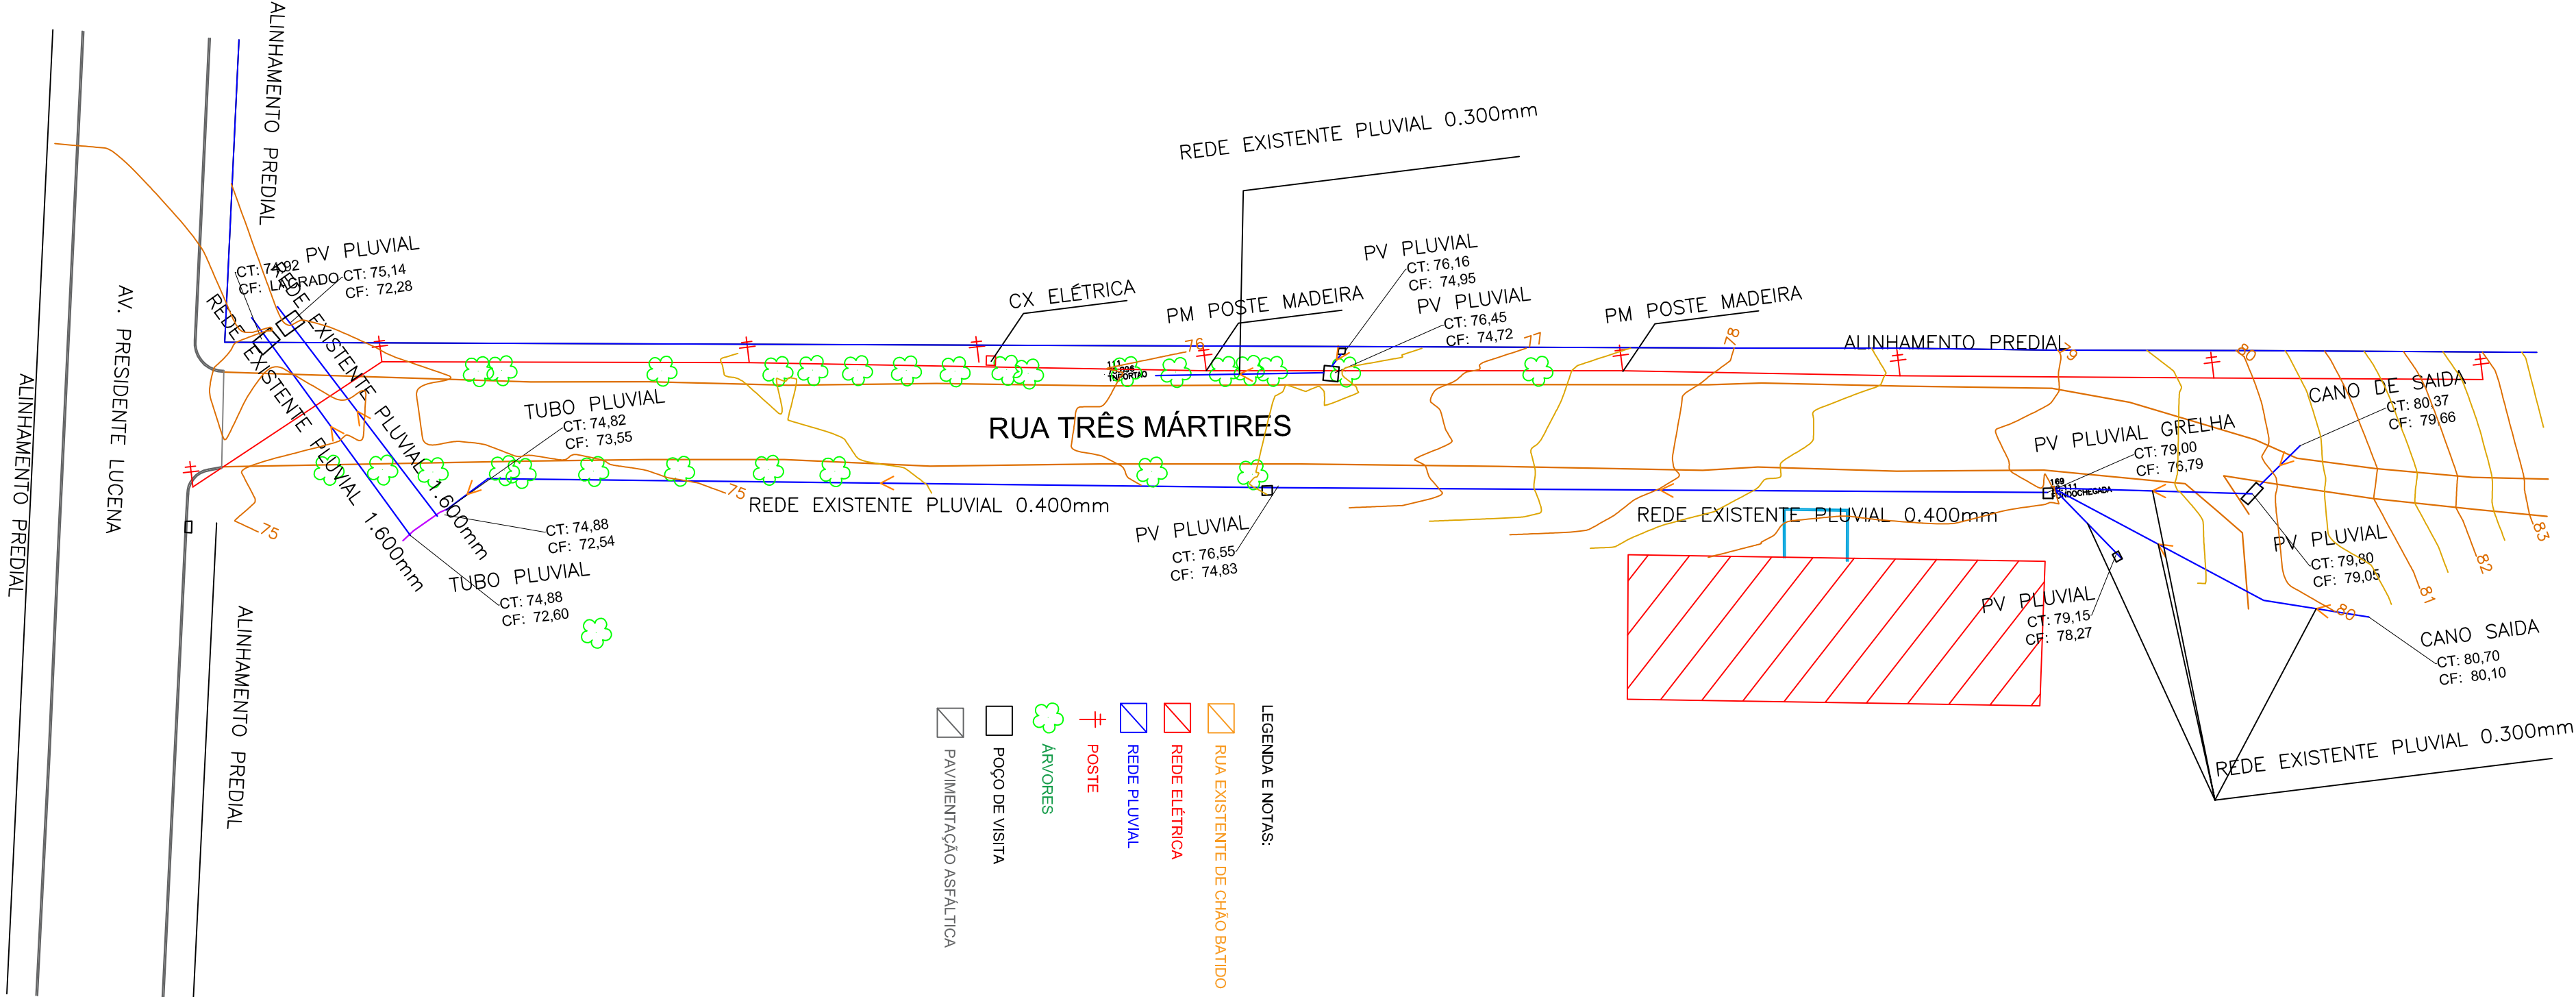 ALINHAMENTO PREDIAL
REDE EXISTENTE PLUVIAL 0.300mm
PV PLUVIAL
CT: 74,92
CF: LACRADO
CT: 75,14
CF: 72,28
REDE EXISTENTE PLUVIAL 1.600mm
REDE EXISTENTE PLUVIAL 1.600mm
AV. PRESIDENTE LUCENA
ALINHAMENTO PREDIAL
CX ELÉTRICA
PM POSTE MADEIRA
PV PLUVIAL
CT: 76,16
CF: 74,95
PV PLUVIAL
CT: 76,45
CF: 74,72
PM POSTE MADEIRA
76
77
78
79
80
ALINHAMENTO PREDIAL
111
CANO DE SAIDA
CT: 80,37
CF: 79,66
TUBO PLUVIAL
CT: 74,82
CF: 73,55
RUA TRÊS MÁRTIRES
PV PLUVIAL GRELHA
CT: 79,00
CF: 76,79
169
75
75
REDE EXISTENTE PLUVIAL 0.400mm
REDE EXISTENTE PLUVIAL 0.400mm
CT: 74,88
CF: 72,54
PV PLUVIAL
CT: 76,55
CF: 74,83
PV PLUVIAL
CT: 79,80
CF: 79,05
83
82
81
80
TUBO PLUVIAL
CT: 74,88
CF: 72,60
PV PLUVIAL
CT: 79,15
CF: 78,27
CANO SAIDA
CT: 80,70
CF: 80,10
ALINHAMENTO PREDIAL
REDE EXISTENTE PLUVIAL 0.300mm
LEGENDA E NOTAS:
RUA EXISTENTE DE CHÃO BATIDO
REDE ELÉTRICA
REDE PLUVIAL
POSTE
ÁRVORES
POÇO DE VISITA
PAVIMENTAÇÃO ASFÁLTICA